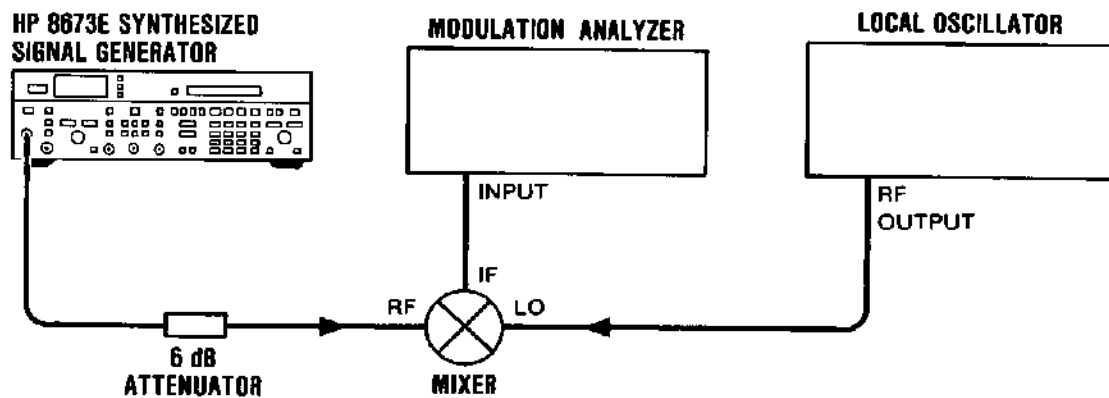 HP 8673E SYNTHESIZED
SIGNAL GENERATOR
MODULATION ANALYZER
LOCAL OSCILLATOR
INPUT
RF
OUTPUT
IF
RF
LO
6 dB
ATTENUATOR
MIXER